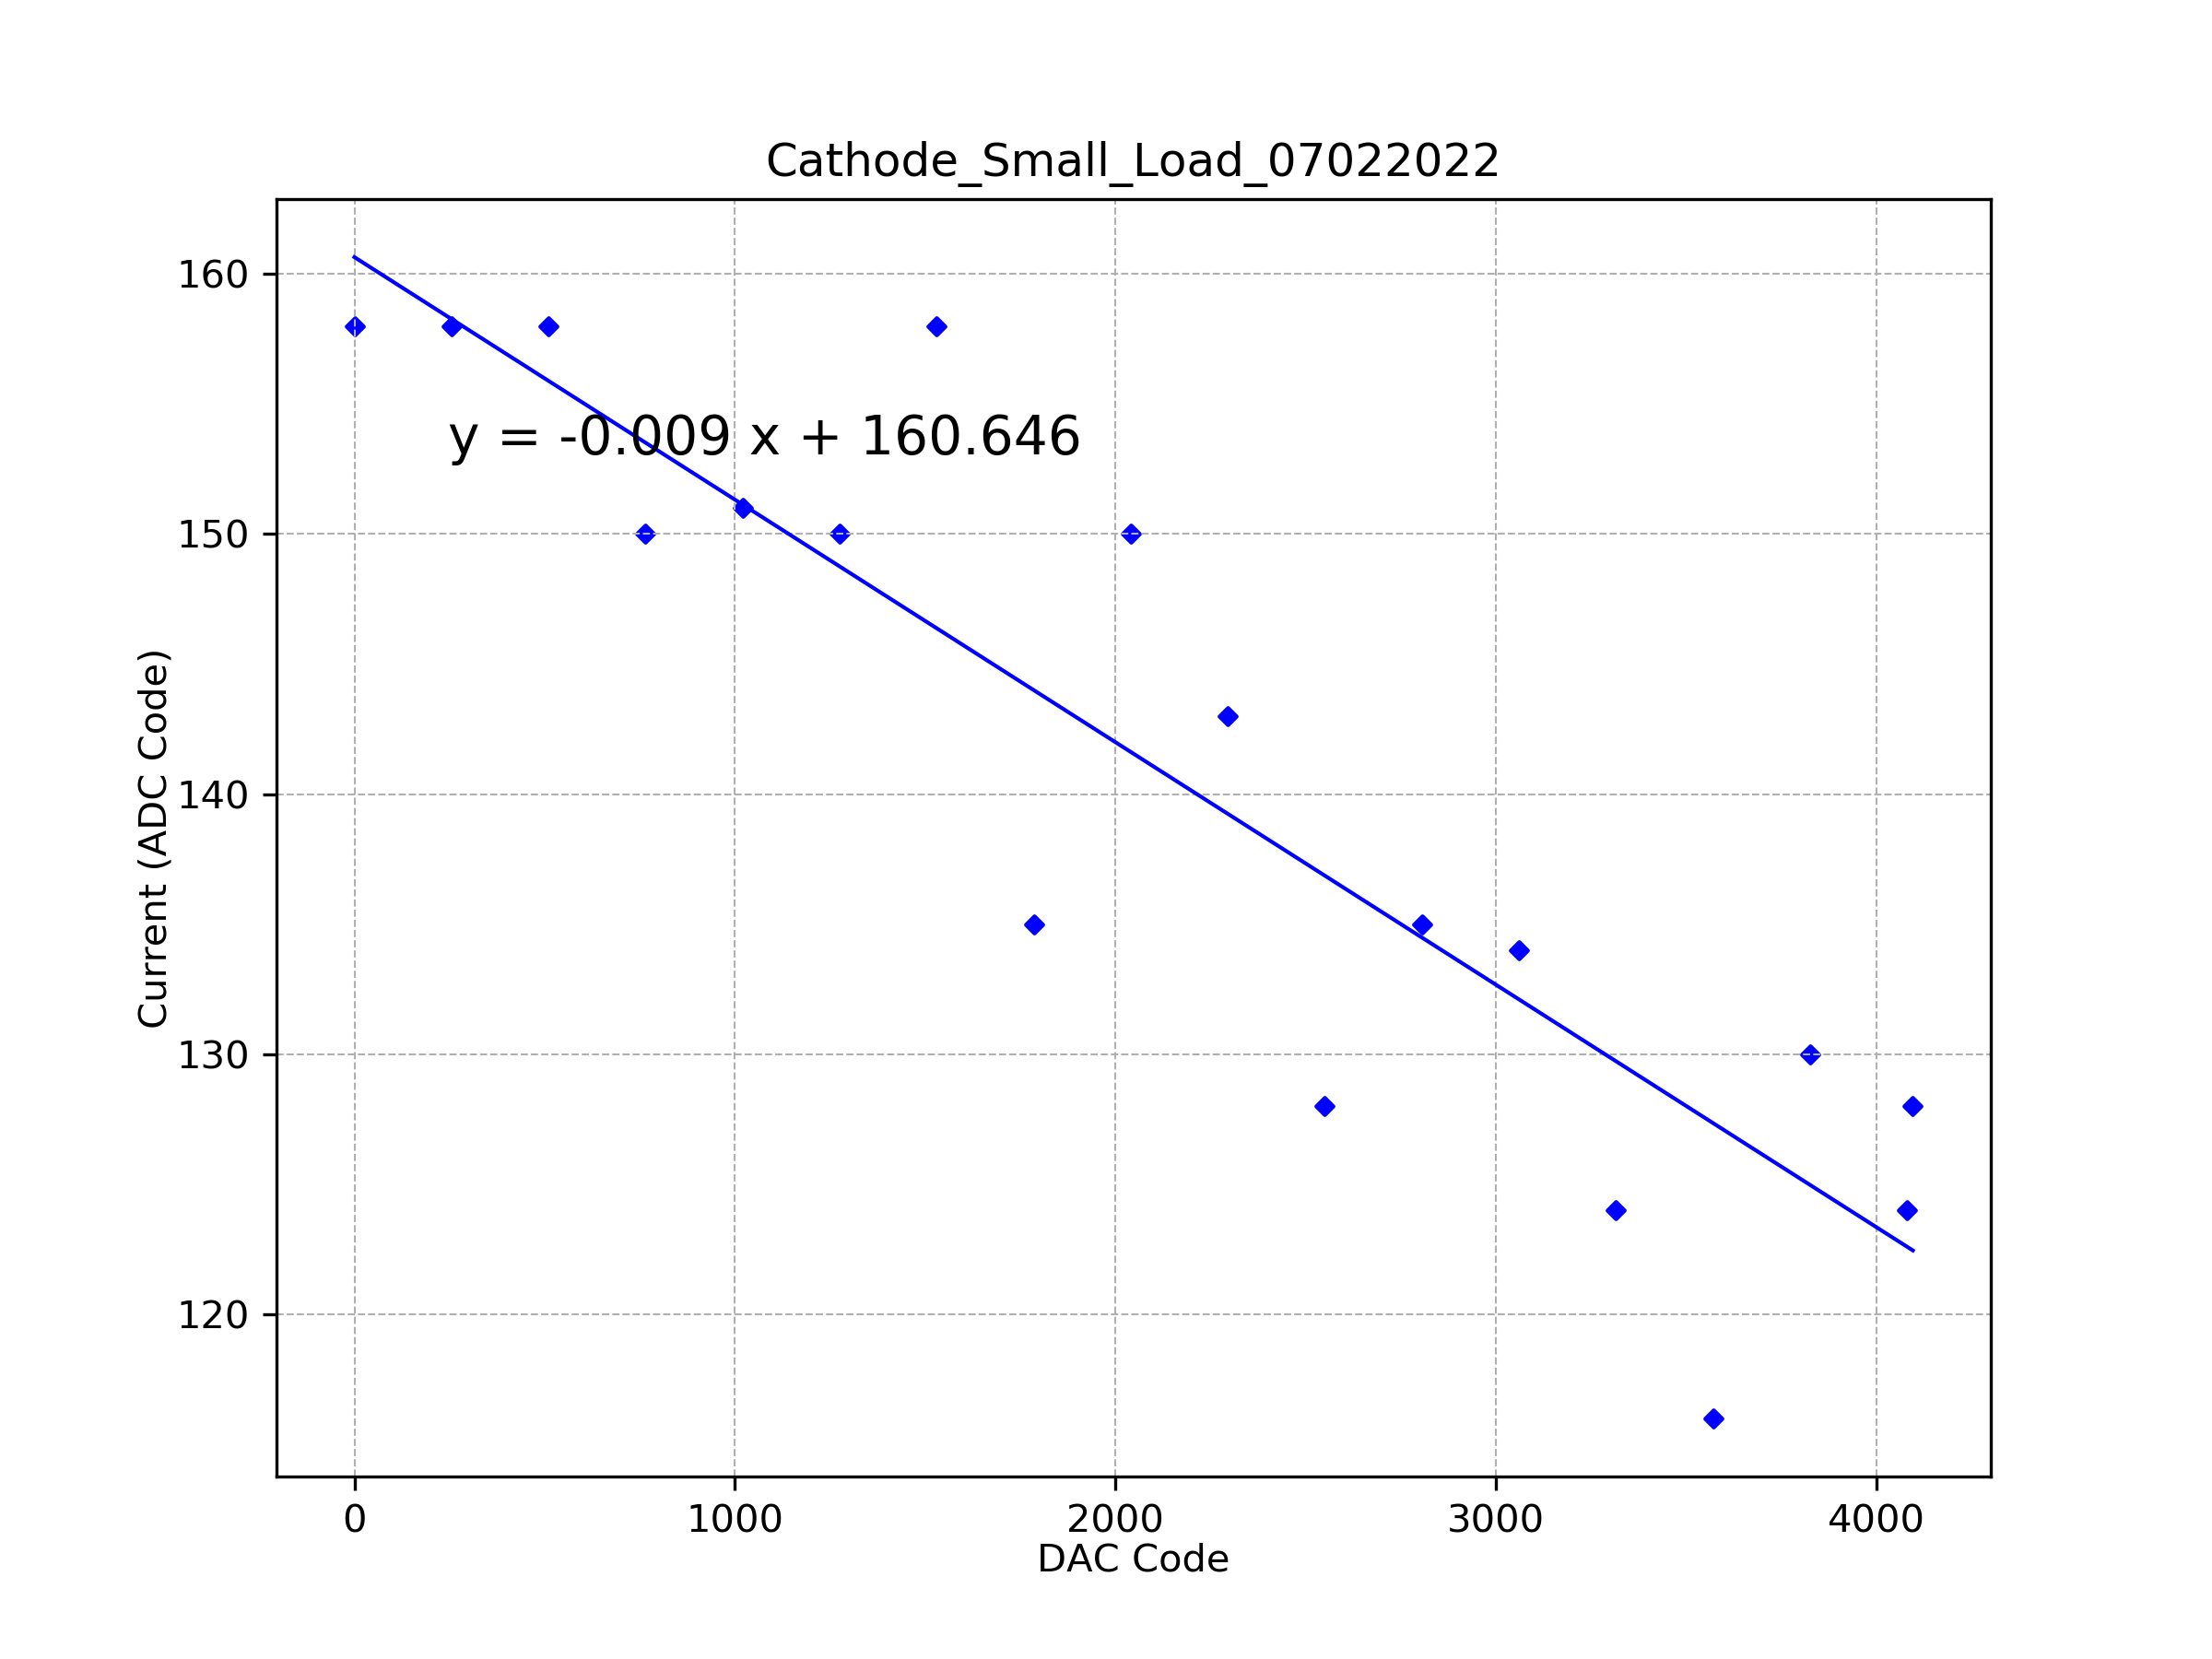 Cathode_Small_Load_07022022
160
150
140
130
120
y = -0.009 x + 160.646
Current (ADC Code)
0 1000 2000 3000 4000
DAC Code